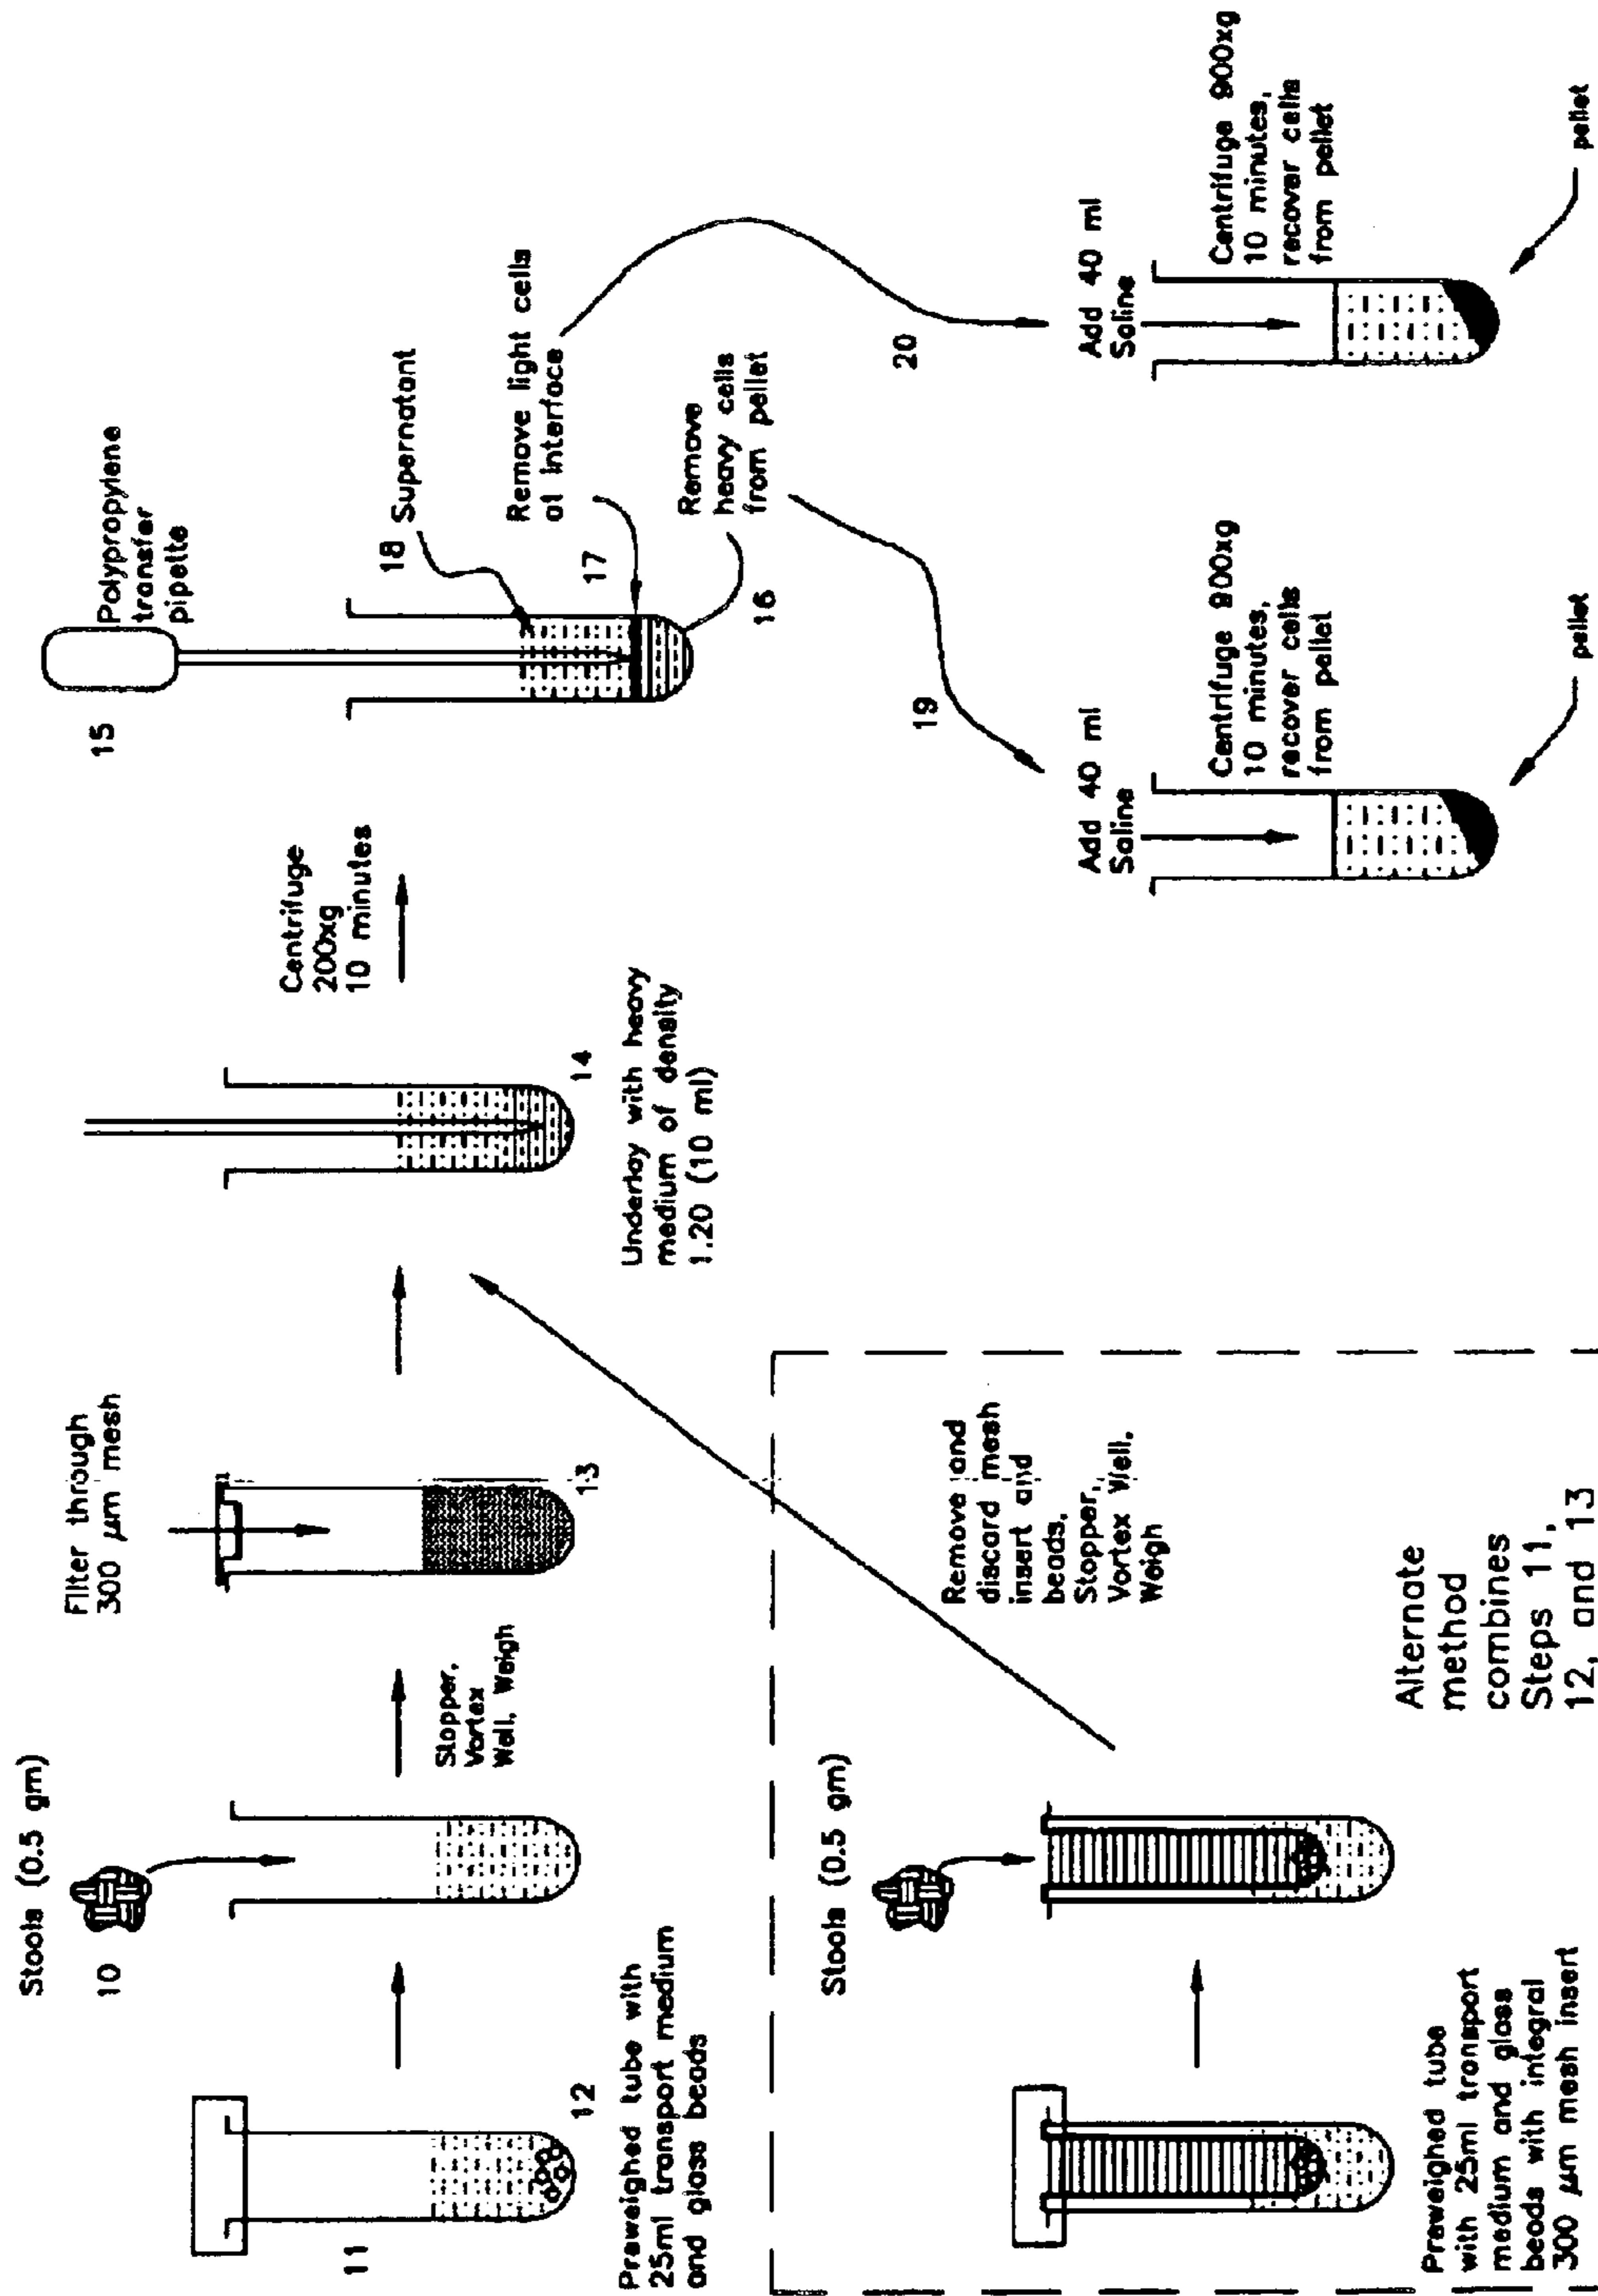 Stools (0.5 gm)
10
11
12
Preweighed tube with
25ml transport medium
and glass beads
Stopper,
Vortex
Well, Weigh
Filter through
300 μm mesh
13
14
Underlay with heavy
medium of density
1.20 (10 ml)
Centrifuge
200xg
10 minutes
15
Polypropylene
transfer
pipette
18 Supernatant
Remove light cells
at interface
17
Remove
heavy cells
from pellet
16
19
20
Add 40 ml
Saline
Centrifuge 900xg
10 minutes,
recover cells
from pellet
pellet
Add 40 ml
Saline
Centrifuge 900xg
10 minutes,
recover cells
from pellet
pellet
Stools (0.5 gm)
Preweighed tube
with 25ml transport
medium and glass
beads with integral
300 μm mesh insert
Remove and
discard mesh
insert and
beads,
Stopper,
Vortex Well,
Weigh
Alternate
method
combines
Steps 11,
12, and 13